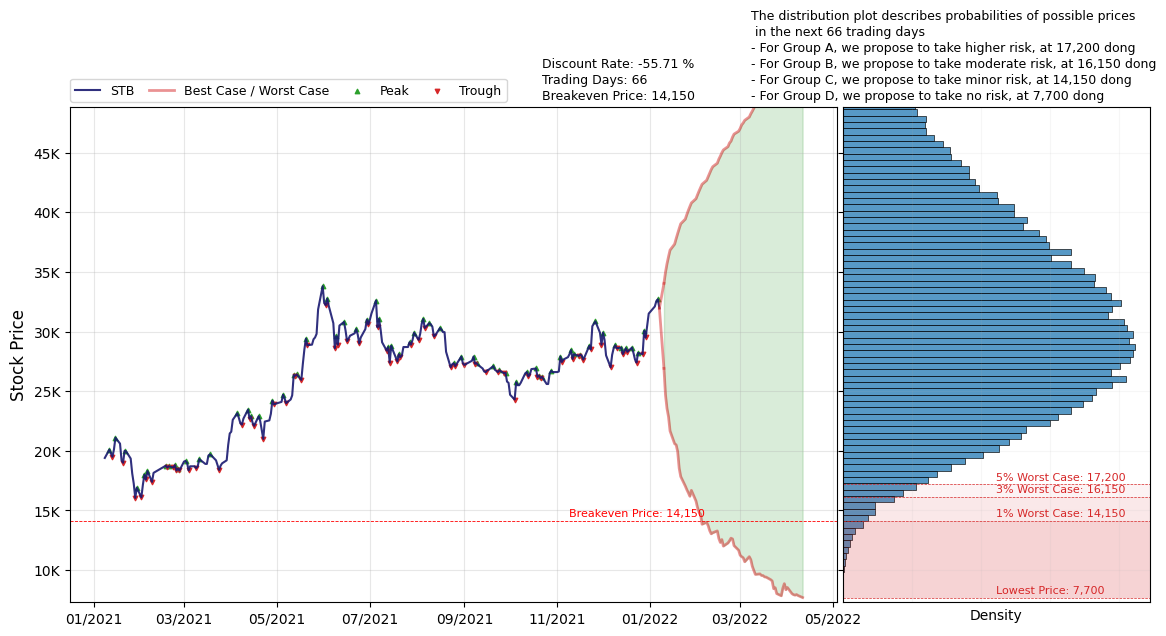 The distribution plot describes probabilities of possible prices
in the next 66 trading days
- For Group A, we propose to take higher risk, at 17,200 dong
- For Group B, we propose to take moderate risk, at 16,150 dong
- For Group C, we propose to take minor risk, at 14,150 dong
- For Group D, we propose to take no risk, at 7,700 dong
Discount Rate: -55.71 %
Trading Days: 66
Breakeven Price: 14,150
STB Best Case / Worst Case Peak Trough
Stock Price
45K
40K
35K
30K
25K
20K
15K
10K
Breakeven Price: 14,150
5% Worst Case: 17,200
3% Worst Case: 16,150
1% Worst Case: 14,150
Lowest Price: 7,700
01/2021 03/2021 05/2021 07/2021 09/2021 11/2021 01/2022 03/2022 05/2022
Density